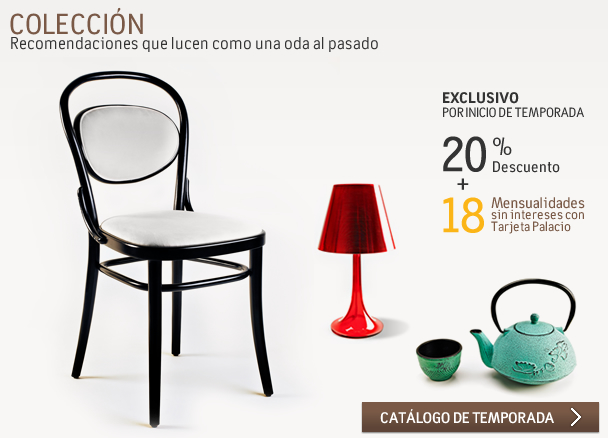 COLECCIÓN
Recomendaciones que lucen como una oda al pasado
EXCLUSIVO
POR INICIO DE TEMPORADA
20%
Descuento
+
18 Mensualidades
sin intereses con
Tarjeta Palacio
CATÁLOGO DE TEMPORADA